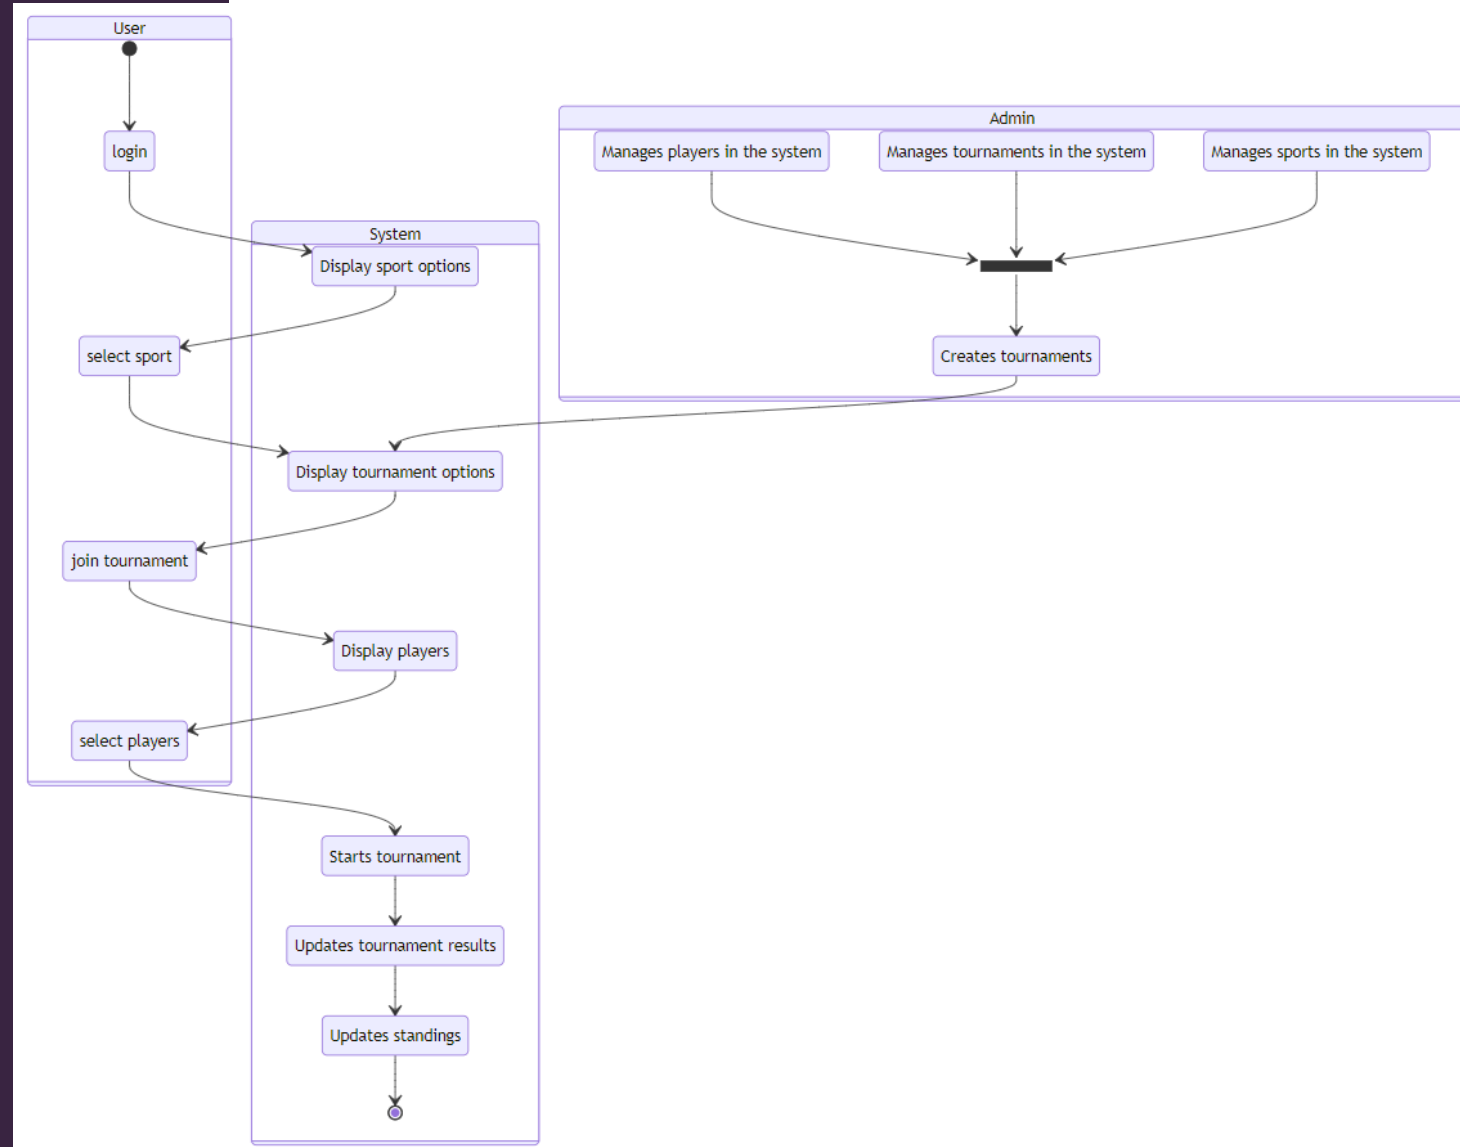 User
login
Admin
Manages players in the system
Manages tournaments in the system
Manages sports in the system
System
Display sport options
select sport
Creates tournaments
Display tournament options
join tournament
Display players
select players
Starts tournament
Updates tournament results
Updates standings